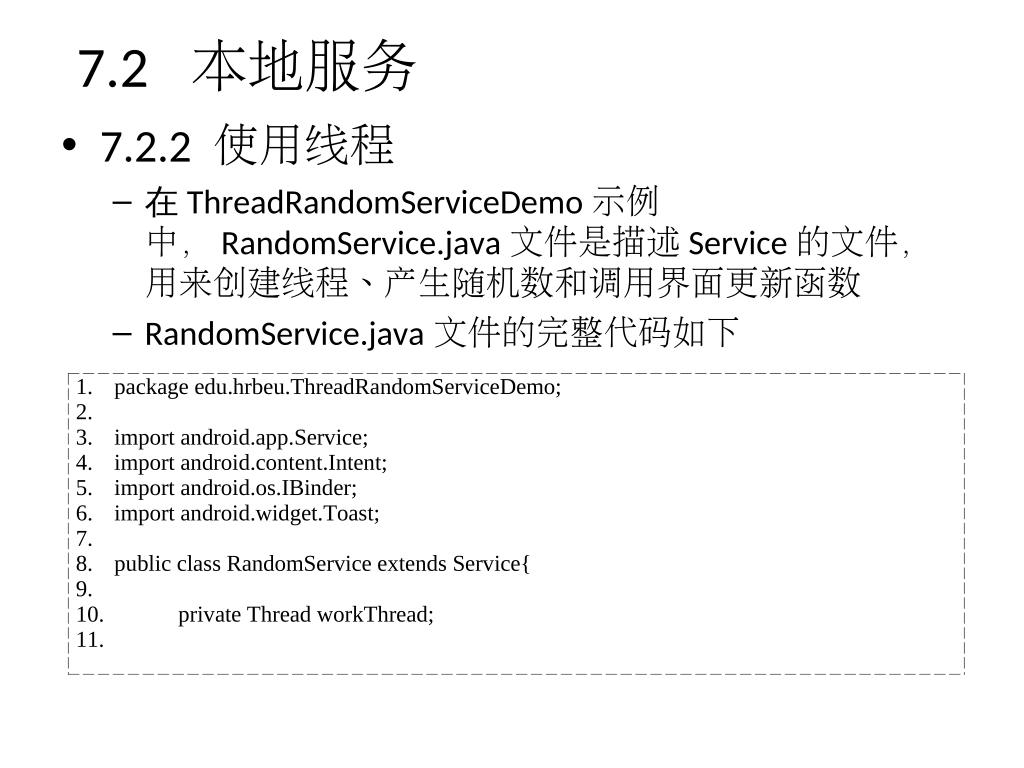 7.2 本地服务
• 7.2.2 使用线程
– 在 ThreadRandomServiceDemo 示例
中， RandomService.java 文件是描述 Service 的文件，
用来创建线程、产生随机数和调用界面更新函数
– RandomService.java 文件的完整代码如下
1. package edu.hrbeu.ThreadRandomServiceDemo;
2.
3. import android.app.Service;
4. import android.content.Intent;
5. import android.os.IBinder;
6. import android.widget.Toast;
7.
8. public class RandomService extends Service{
9.
10. private Thread workThread;
11.